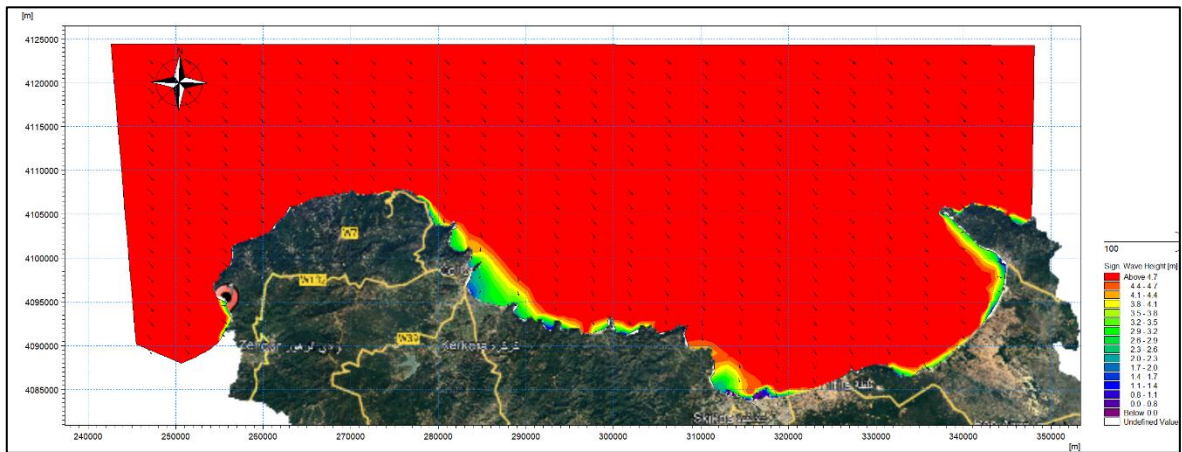 [m]
4125000
4120000
4115000
4110000
4105000
4100000
4095000
4090000
4085000
N
W7
Kerkera
240000 250000 260000 270000 280000 290000 300000 310000 320000 330000 340000 350000
[m]
100
Sign. Wave Height [m]
Above 4.7
4.4 - 4.7
4.1 - 4.4
3.8 - 4.1
3.5 - 3.8
3.2 - 3.5
2.9 - 3.2
2.6 - 2.9
2.3 - 2.6
2.0 - 2.3
1.7 - 2.0
1.4 - 1.7
1.1 - 1.4
0.8 - 1.1
0.0 - 0.8
Below 0.0
Undefined Value